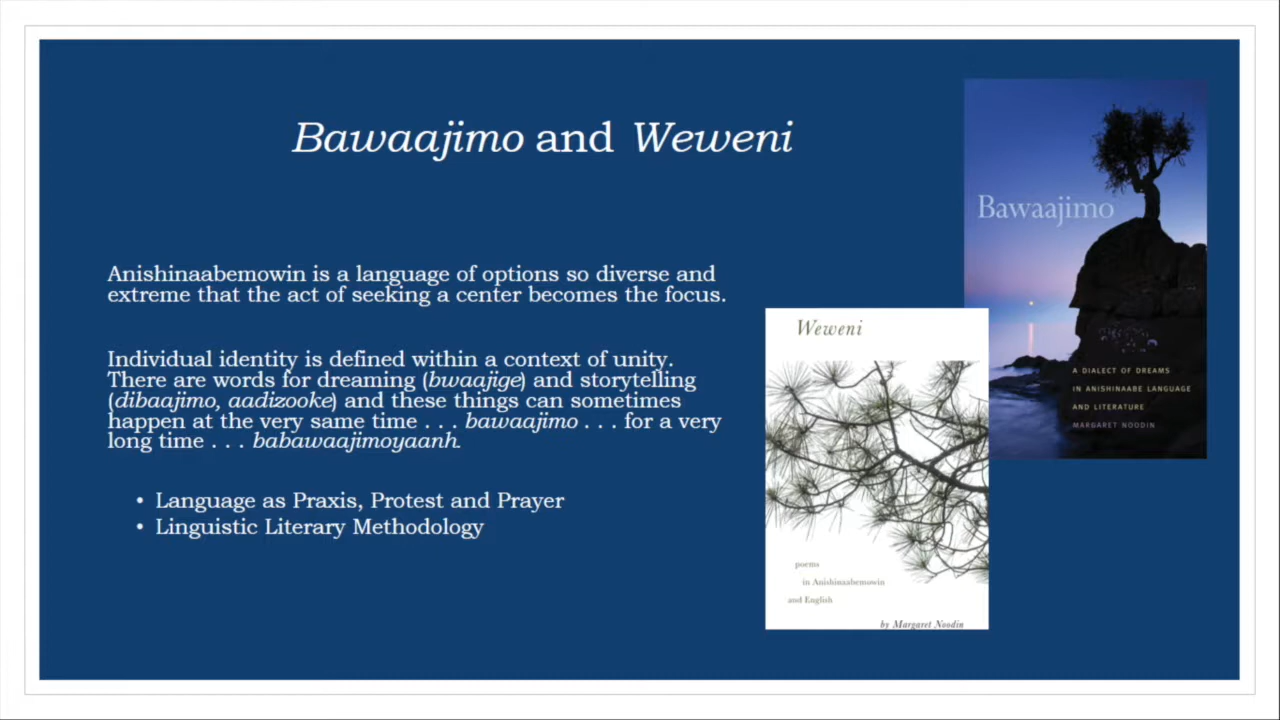 Bawaajimo and Weweni
Anishinaabemowin is a language of options so diverse and
extreme that the act of seeking a center becomes the focus.
Individual identity is defined within a context of unity.
There are words for dreaming (bwaajige) and storytelling
(dibaajimo, aadizooke) and these things can sometimes
happen at the very same time . . . bawaajimo . . . for a very
long time . . . babawaajimoyaanh.
• Language as Praxis, Protest and Prayer
• Linguistic Literary Methodology
Weweni
poems
in Anishinaabemowin
and English
by Margaret Noodin
Bawaajimo
A DIALECT OF DREAMS
IN ANISHINAABE LANGUAGE
AND LITERATURE
MARGARET NOODIN